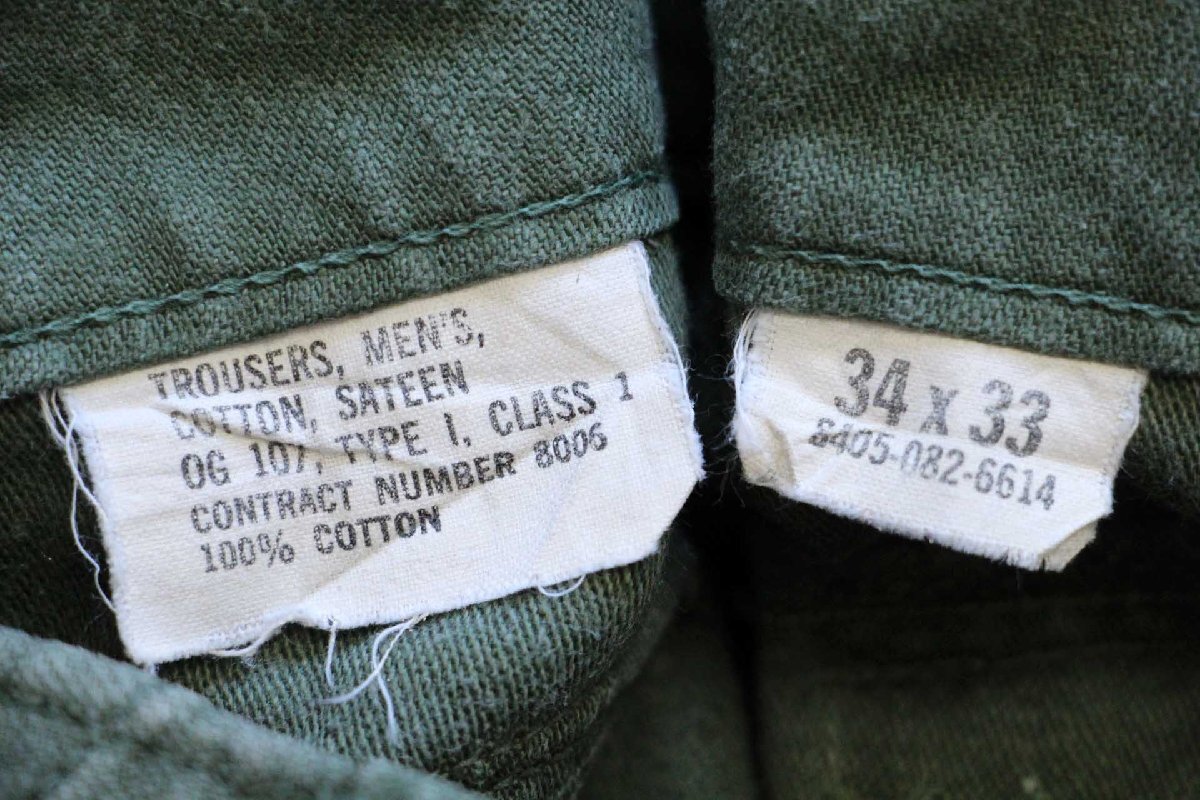 TROUSERS, MEN'S,
COTTON, SATEEN
OG 107, TYPE I, CLASS 1
CONTRACT NUMBER 8006
100% COTTON
34 x 33
8405-082-6614